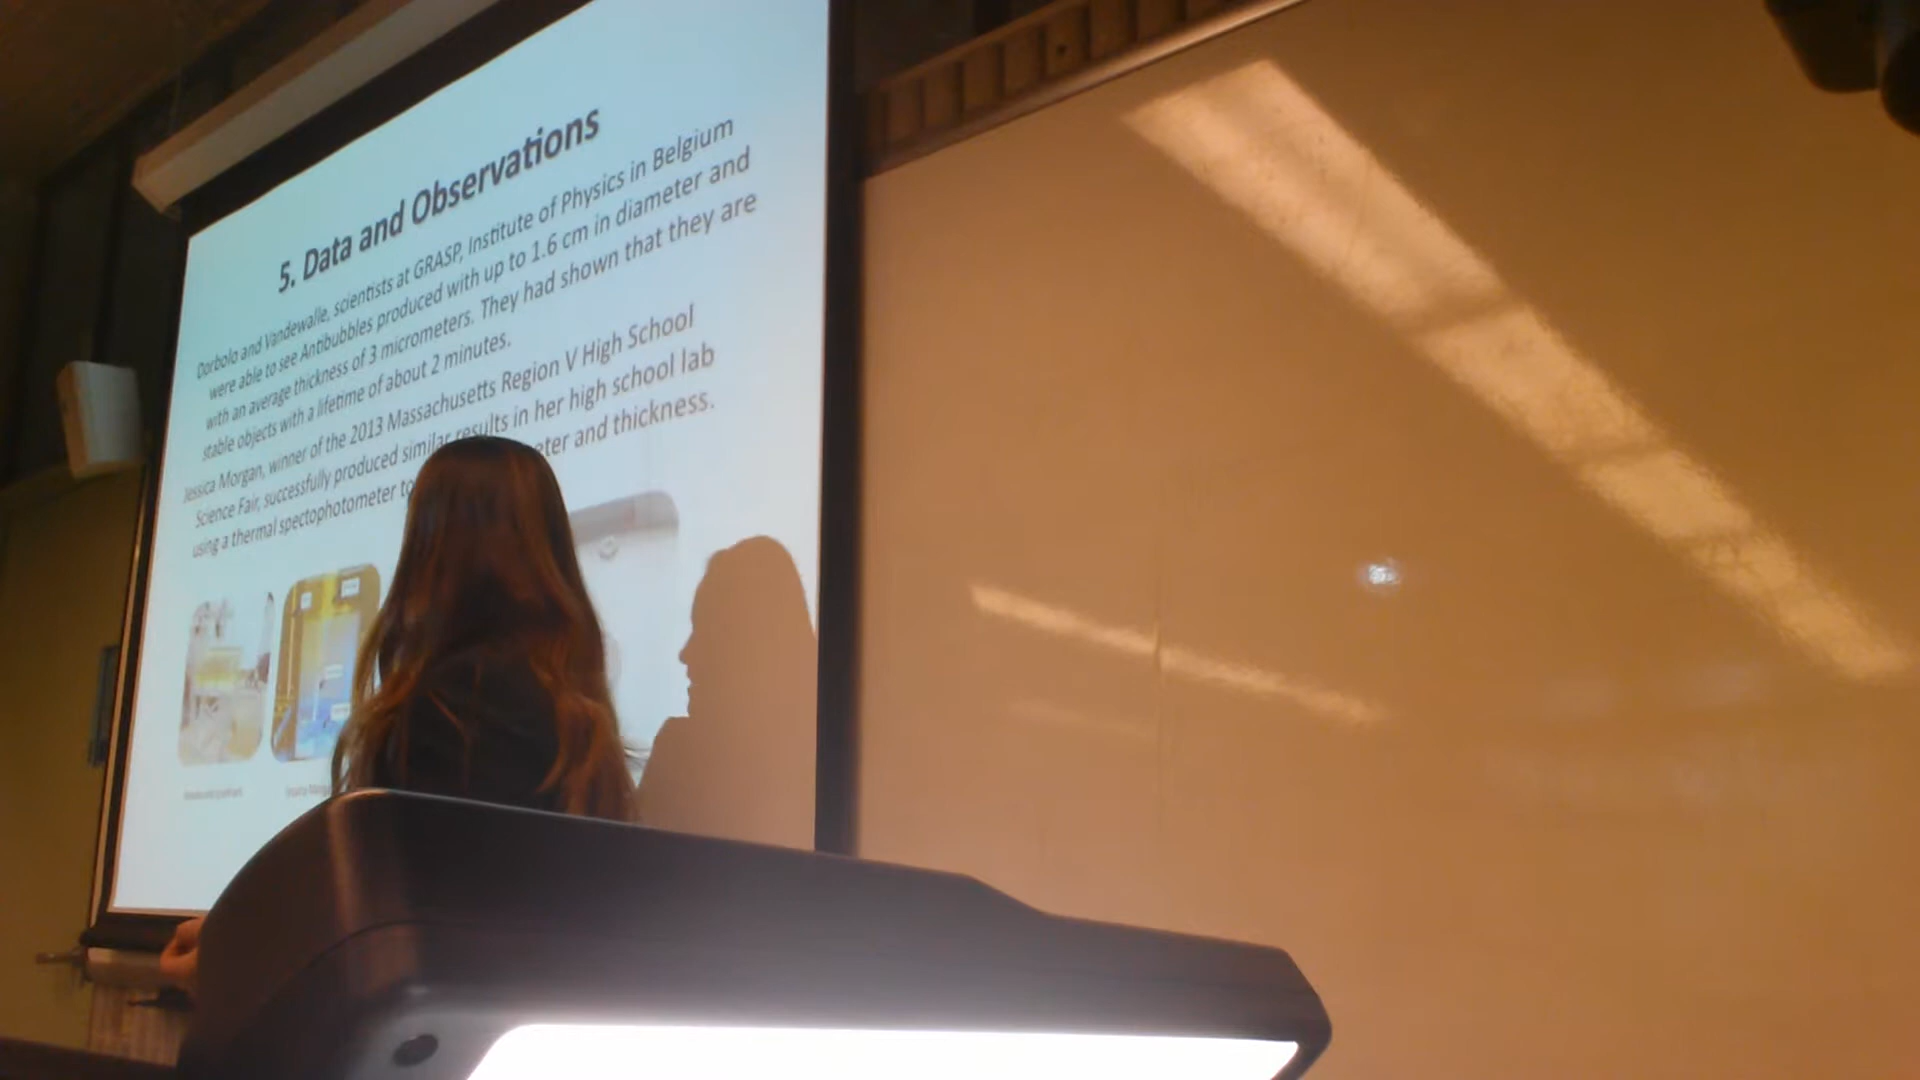 5. Data and Observations
Dorbolo and Vandewalle, scientists at GRASP, Institute of Physics in Belgium
were able to see Antibubbles produced with up to 1.6 cm in diameter and
with an average thickness of 3 micrometers. They had shown that they are
stable objects with a lifetime of about 2 minutes.
Jessica Morgan, winner of the 2013 Massachusetts Region V High School
Science Fair, successfully produced similar results in her high school lab
using a thermal spectophotometer to eter and thickness.